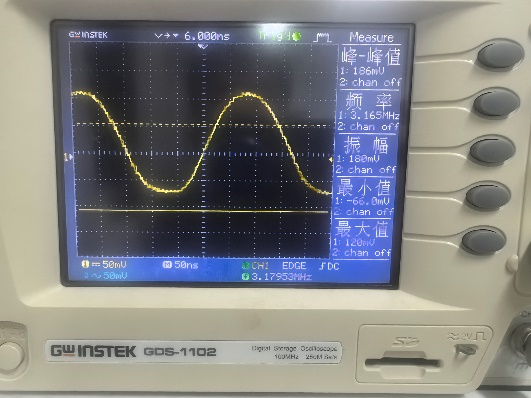 GW INSTEK
6.000ns
Measure
峰-峰值
1: 186mV
2: chan off
频 率
1: 3.165MHz
2: chan off
振 幅
1: 180mV
2: chan off
最小值
1: -66.0mV
2: chan off
最大值
1: 120mV
2: chan off
1
1 50mV
M 50ns
CH1 EDGE DC
2 50mV
3.17953MHz
GW INSTEK GDS-1102
Digital Storage Oscilloscope
100MHz 250M Sa/s
SD